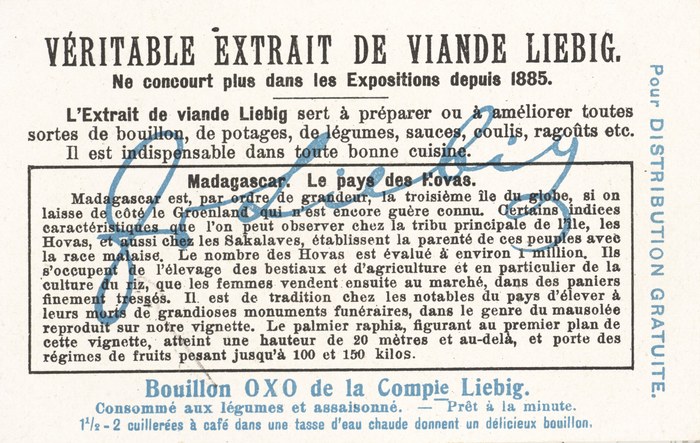 VÉRITABLE EXTRAIT DE VIANDE LIEBIG.
Ne concourt plus dans les Expositions depuis 1885.
L'Extrait de viande Liebig sert à préparer ou à améliorer toutes
sortes de bouillon, de potages, de légumes, sauces, coulis, ragoûts etc.
Il est indispensable dans toute bonne cuisine.
Madagascar. Le pays des Hovas.
Madagascar est, par ordre de grandeur, la troisième île du globe, si on
laisse de côté le Groenland qui n'est encore guère connu. Certains indices
caractéristiques que l'on peut observer chez la tribu principale de l'île, les
Hovas, et aussi chez les Sakalaves, établissent la parenté de ces peuples avec
la race malaise. Le nombre des Hovas est évalué à environ 1 million. Ils
s'occupent de l'élevage des bestiaux et d'agriculture et en particulier de la
culture du riz, que les femmes vendent ensuite au marché, dans des paniers
finement tressés. Il est de tradition chez les notables du pays d'élever à
leurs morts de grandioses monuments funéraires, dans le genre du mausolée
reproduit sur notre vignette. Le palmier raphia, figurant au premier plan de
cette vignette, atteint une hauteur de 20 mètres et au-delà, et porte des
régimes de fruits pesant jusqu'à 100 et 150 kilos.
J. v. Liebig
Bouillon OXO de la Compie Liebig.
Consommé aux légumes et assaisonné. — Prêt à la minute.
1½ - 2 cuillerées à café dans une tasse d'eau chaude donnent un délicieux bouillon.
Pour DISTRIBUTION GRATUITE.